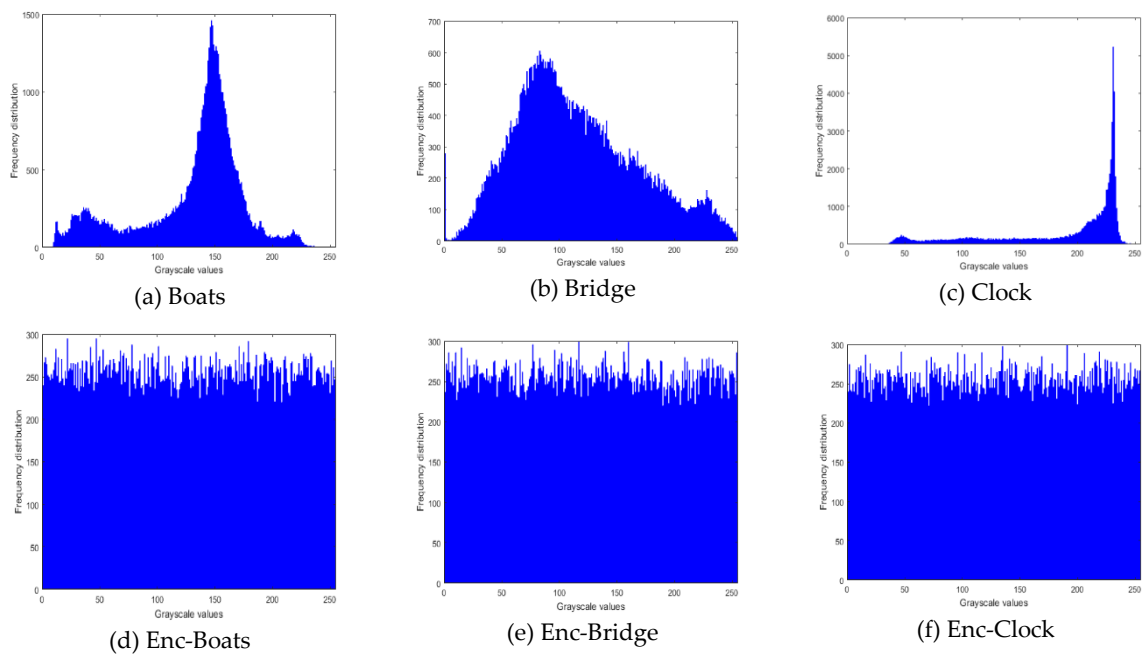 1500
1000
500
0
Frequency distribution
0 50 100 150 200 250
Grayscale values
(a) Boats
700
600
500
400
300
200
100
0
Frequency distribution
0 50 100 150 200 250
Grayscale values
(b) Bridge
6000
5000
4000
3000
2000
1000
0
Frequency distribution
0 50 100 150 200 250
Grayscale values
(c) Clock
300
250
200
150
100
50
0
Frequency distribution
0 50 100 150 200 250
Grayscale values
(d) Enc-Boats
300
250
200
150
100
50
0
Frequency distribution
0 50 100 150 200 250
Grayscale values
(e) Enc-Bridge
300
250
200
150
100
50
0
Frequency distribution
0 50 100 150 200 250
Grayscale values
(f) Enc-Clock